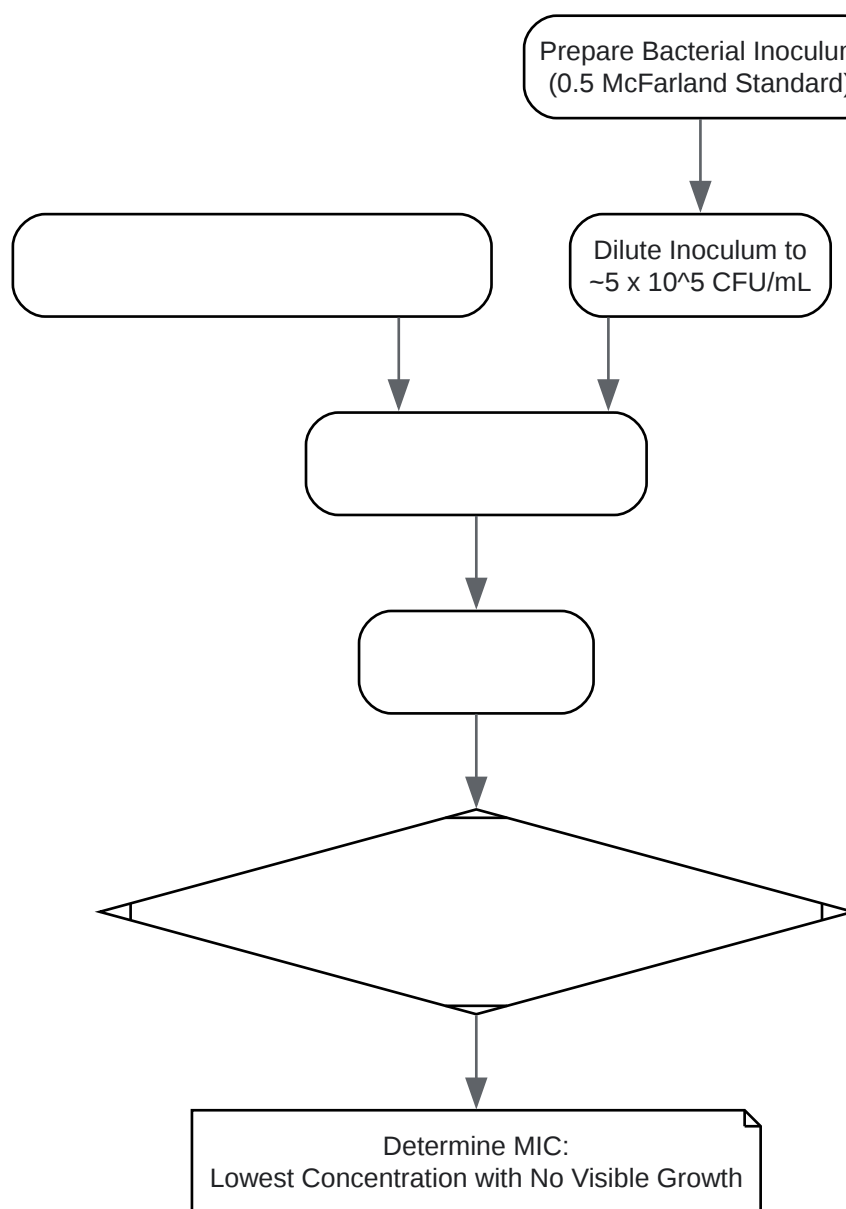 Prepare Bacterial Inoculum
(0.5 McFarland Standard)
Dilute Inoculum to
~5 x 10^5 CFU/mL
Determine MIC:
Lowest Concentration with No Visible Growth